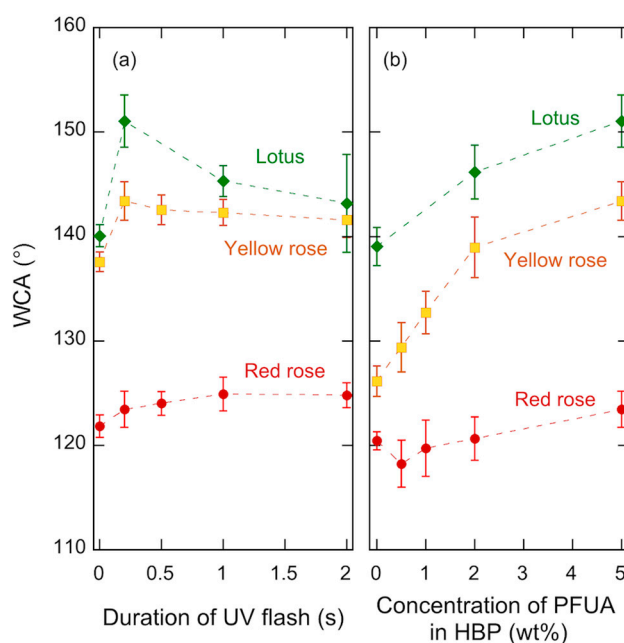 160
150
140
130
120
110
WCA (°)
(a)
Lotus
Yellow rose
Red rose
0
0.5
1
2
Duration of UV flash (s)
(b)
Lotus
Yellow rose
Red rose
0
1
2
3
4
5
Concentration of PFUA
in HBP (wt%)